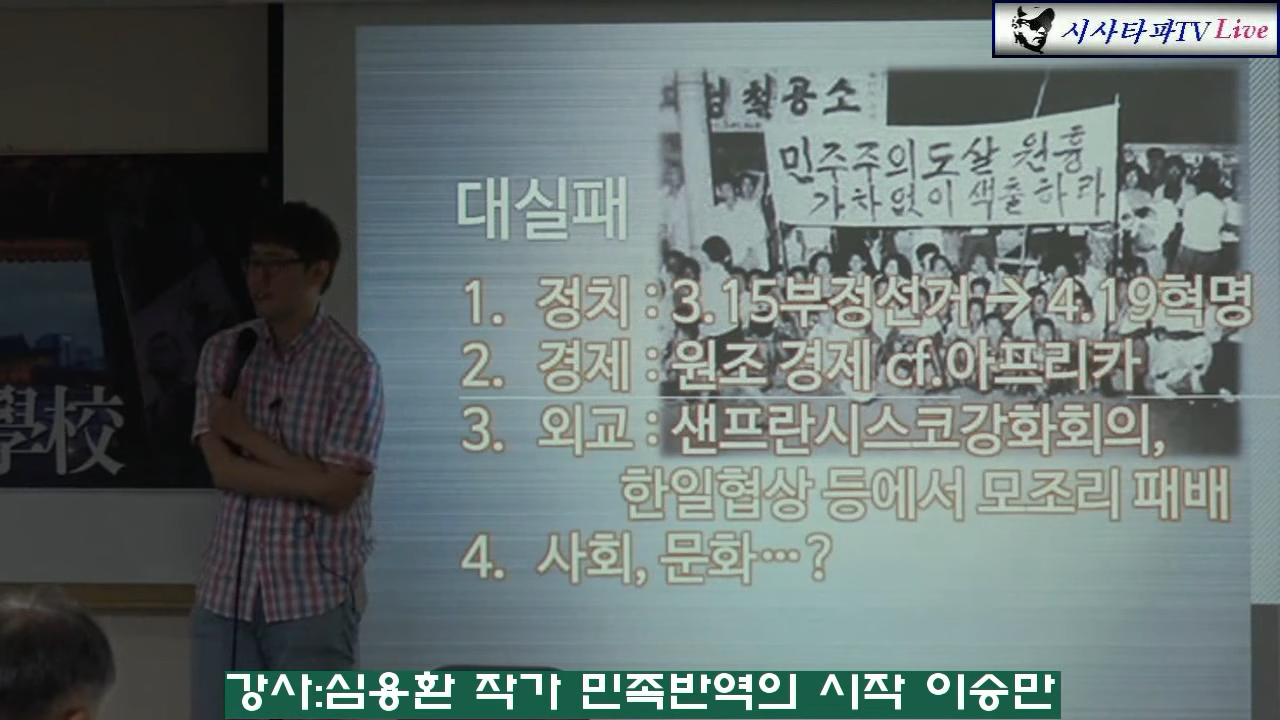 시사타파TV Live
척공소
민주주의도살 원흉
가차없이 색출하라
대실패
1. 정치 : 3.15부정선거→ 4.19혁명
2. 경제 : 원조 경제 cf.아프리카
3. 외교 : 샌프란시스코강화회의,
한일협상 등에서 모조리 패배
4. 사회, 문화…?
學校
강사:심용환 작가 민족반역의 시작 이승만